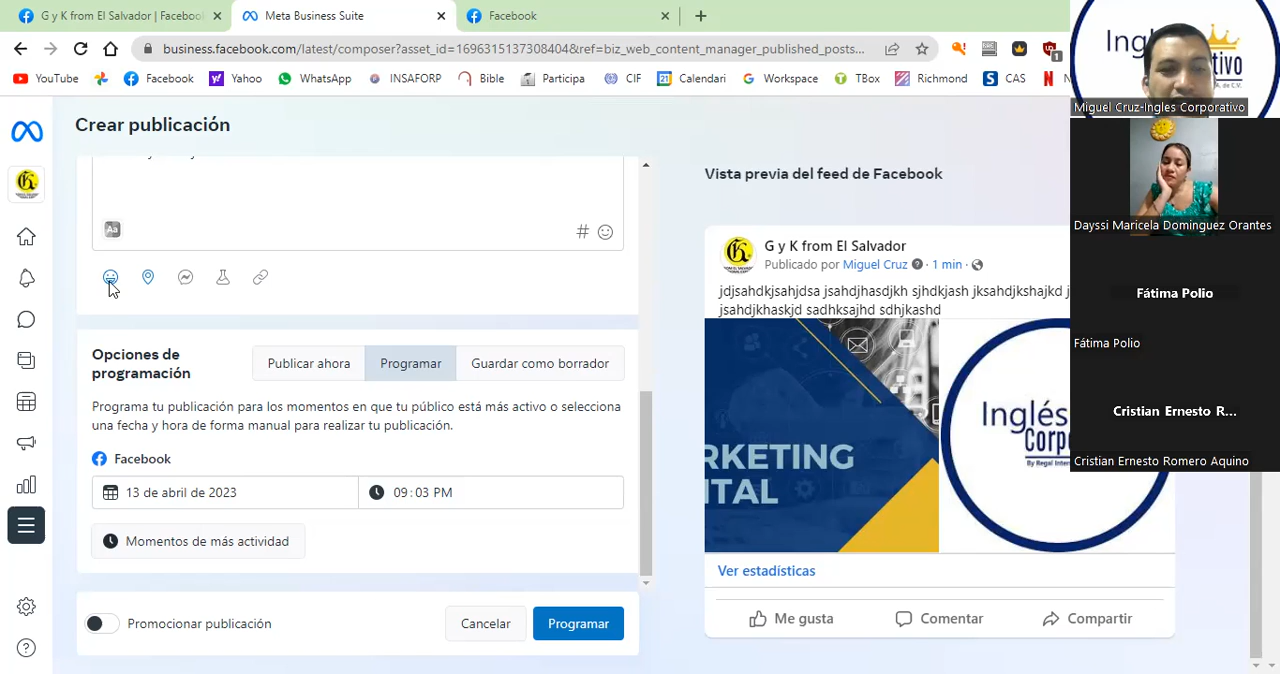 G y K from El Salvador | Facebook
Meta Business Suite
Facebook
business.facebook.com/latest/composer?asset_id=1696315137308404&ref=biz_web_content_manager_published_posts...
YouTube
Facebook
Yahoo
WhatsApp
INSAFORP
Bible
Participa
CIF
Calendari
Workspace
TBox
Richmond
CAS
Miguel Cruz-Ingles Corporativo
Dayssi Maricela Dominguez Orantes
Fátima Polio
Fátima Polio
Cristian Ernesto R...
Cristian Ernesto Romero Aquino
Crear publicación
Aa
#
Opciones de
programación
Publicar ahora
Programar
Guardar como borrador
Programa tu publicación para los momentos en que tu público está más activo o selecciona
una fecha y hora de forma manual para realizar tu publicación.
Facebook
13 de abril de 2023
09:03 PM
Momentos de más actividad
Promocionar publicación
Cancelar
Programar
Vista previa del feed de Facebook
G y K from El Salvador
Publicado por Miguel Cruz · 1 min ·
jdjsahdkjsahjdsa jsahdjhasdjkh sjhdkjash jksahdjkshajkd
jsahdjkhaskjd sadhksajhd sdhjkashd
RKETING
ITAL
Inglés
Corp
Ver estadísticas
Me gusta
Comentar
Compartir